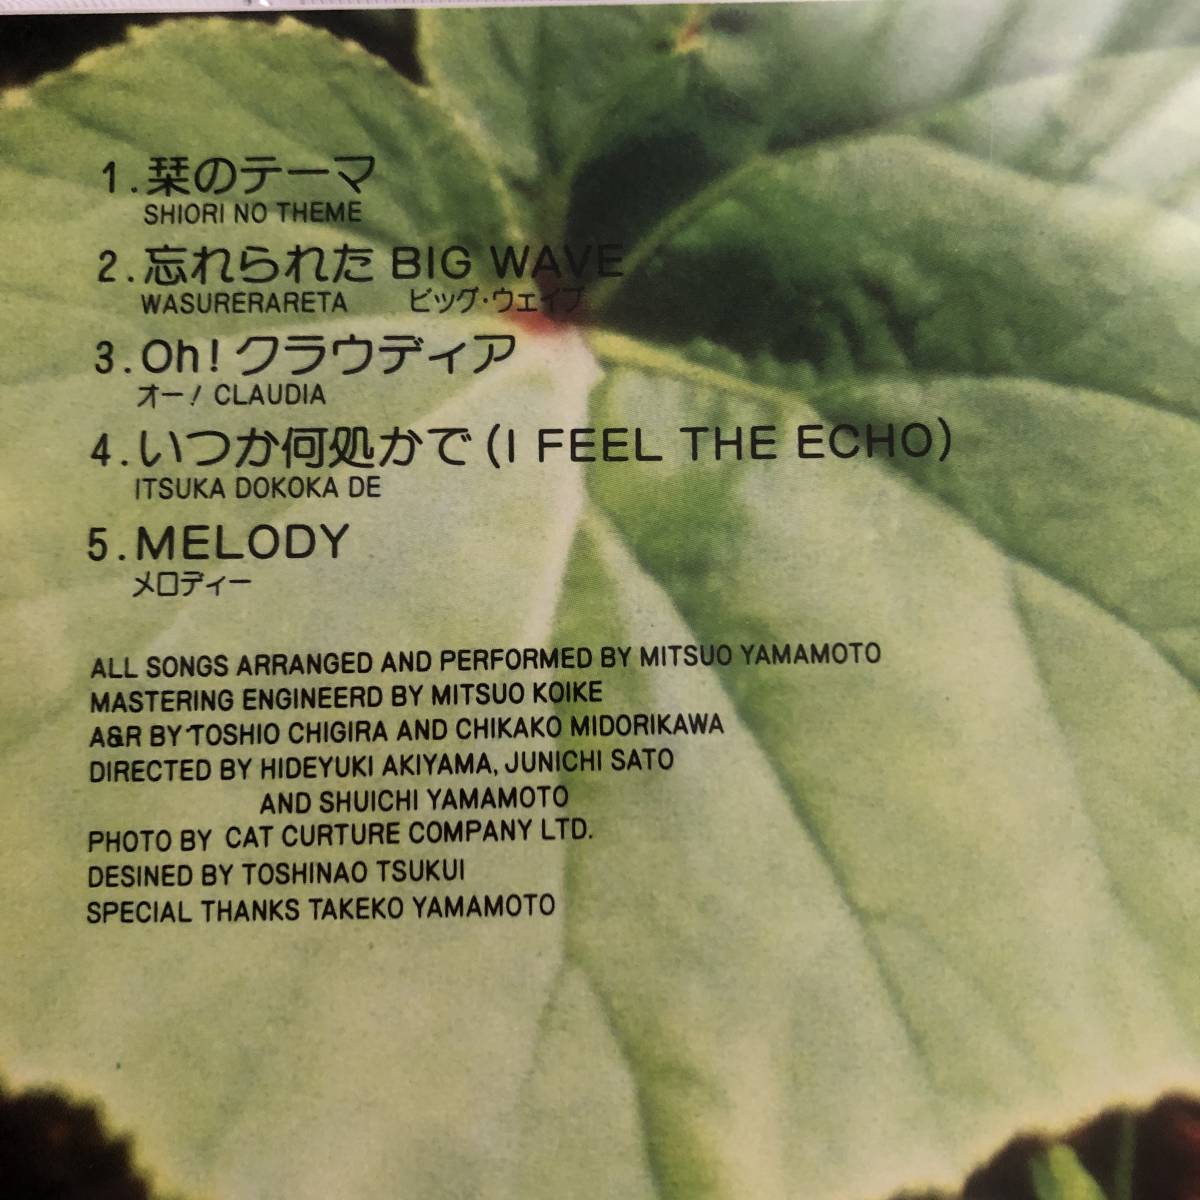 1.栞のテーマ
SHIORI NO THEME
2.忘れられた BIG WAVE
WASURERARETA ビッグ・ウェイブ
3.Oh!クラウディア
オー! CLAUDIA
4.いつか何処かで(I FEEL THE ECHO)
ITSUKA DOKOKA DE
5.MELODY
メロディー
ALL SONGS ARRANGED AND PERFORMED BY MITSUO YAMAMOTO
MASTERING ENGINEERD BY MITSUO KOIKE
A&R BY TOSHIO CHIGIRA AND CHIKAKO MIDORIKAWA
DIRECTED BY HIDEYUKI AKIYAMA, JUNICHI SATO
AND SHUICHI YAMAMOTO
PHOTO BY CAT CURTURE COMPANY LTD.
DESINED BY TOSHINAO TSUKUI
SPECIAL THANKS TAKEKO YAMAMOTO